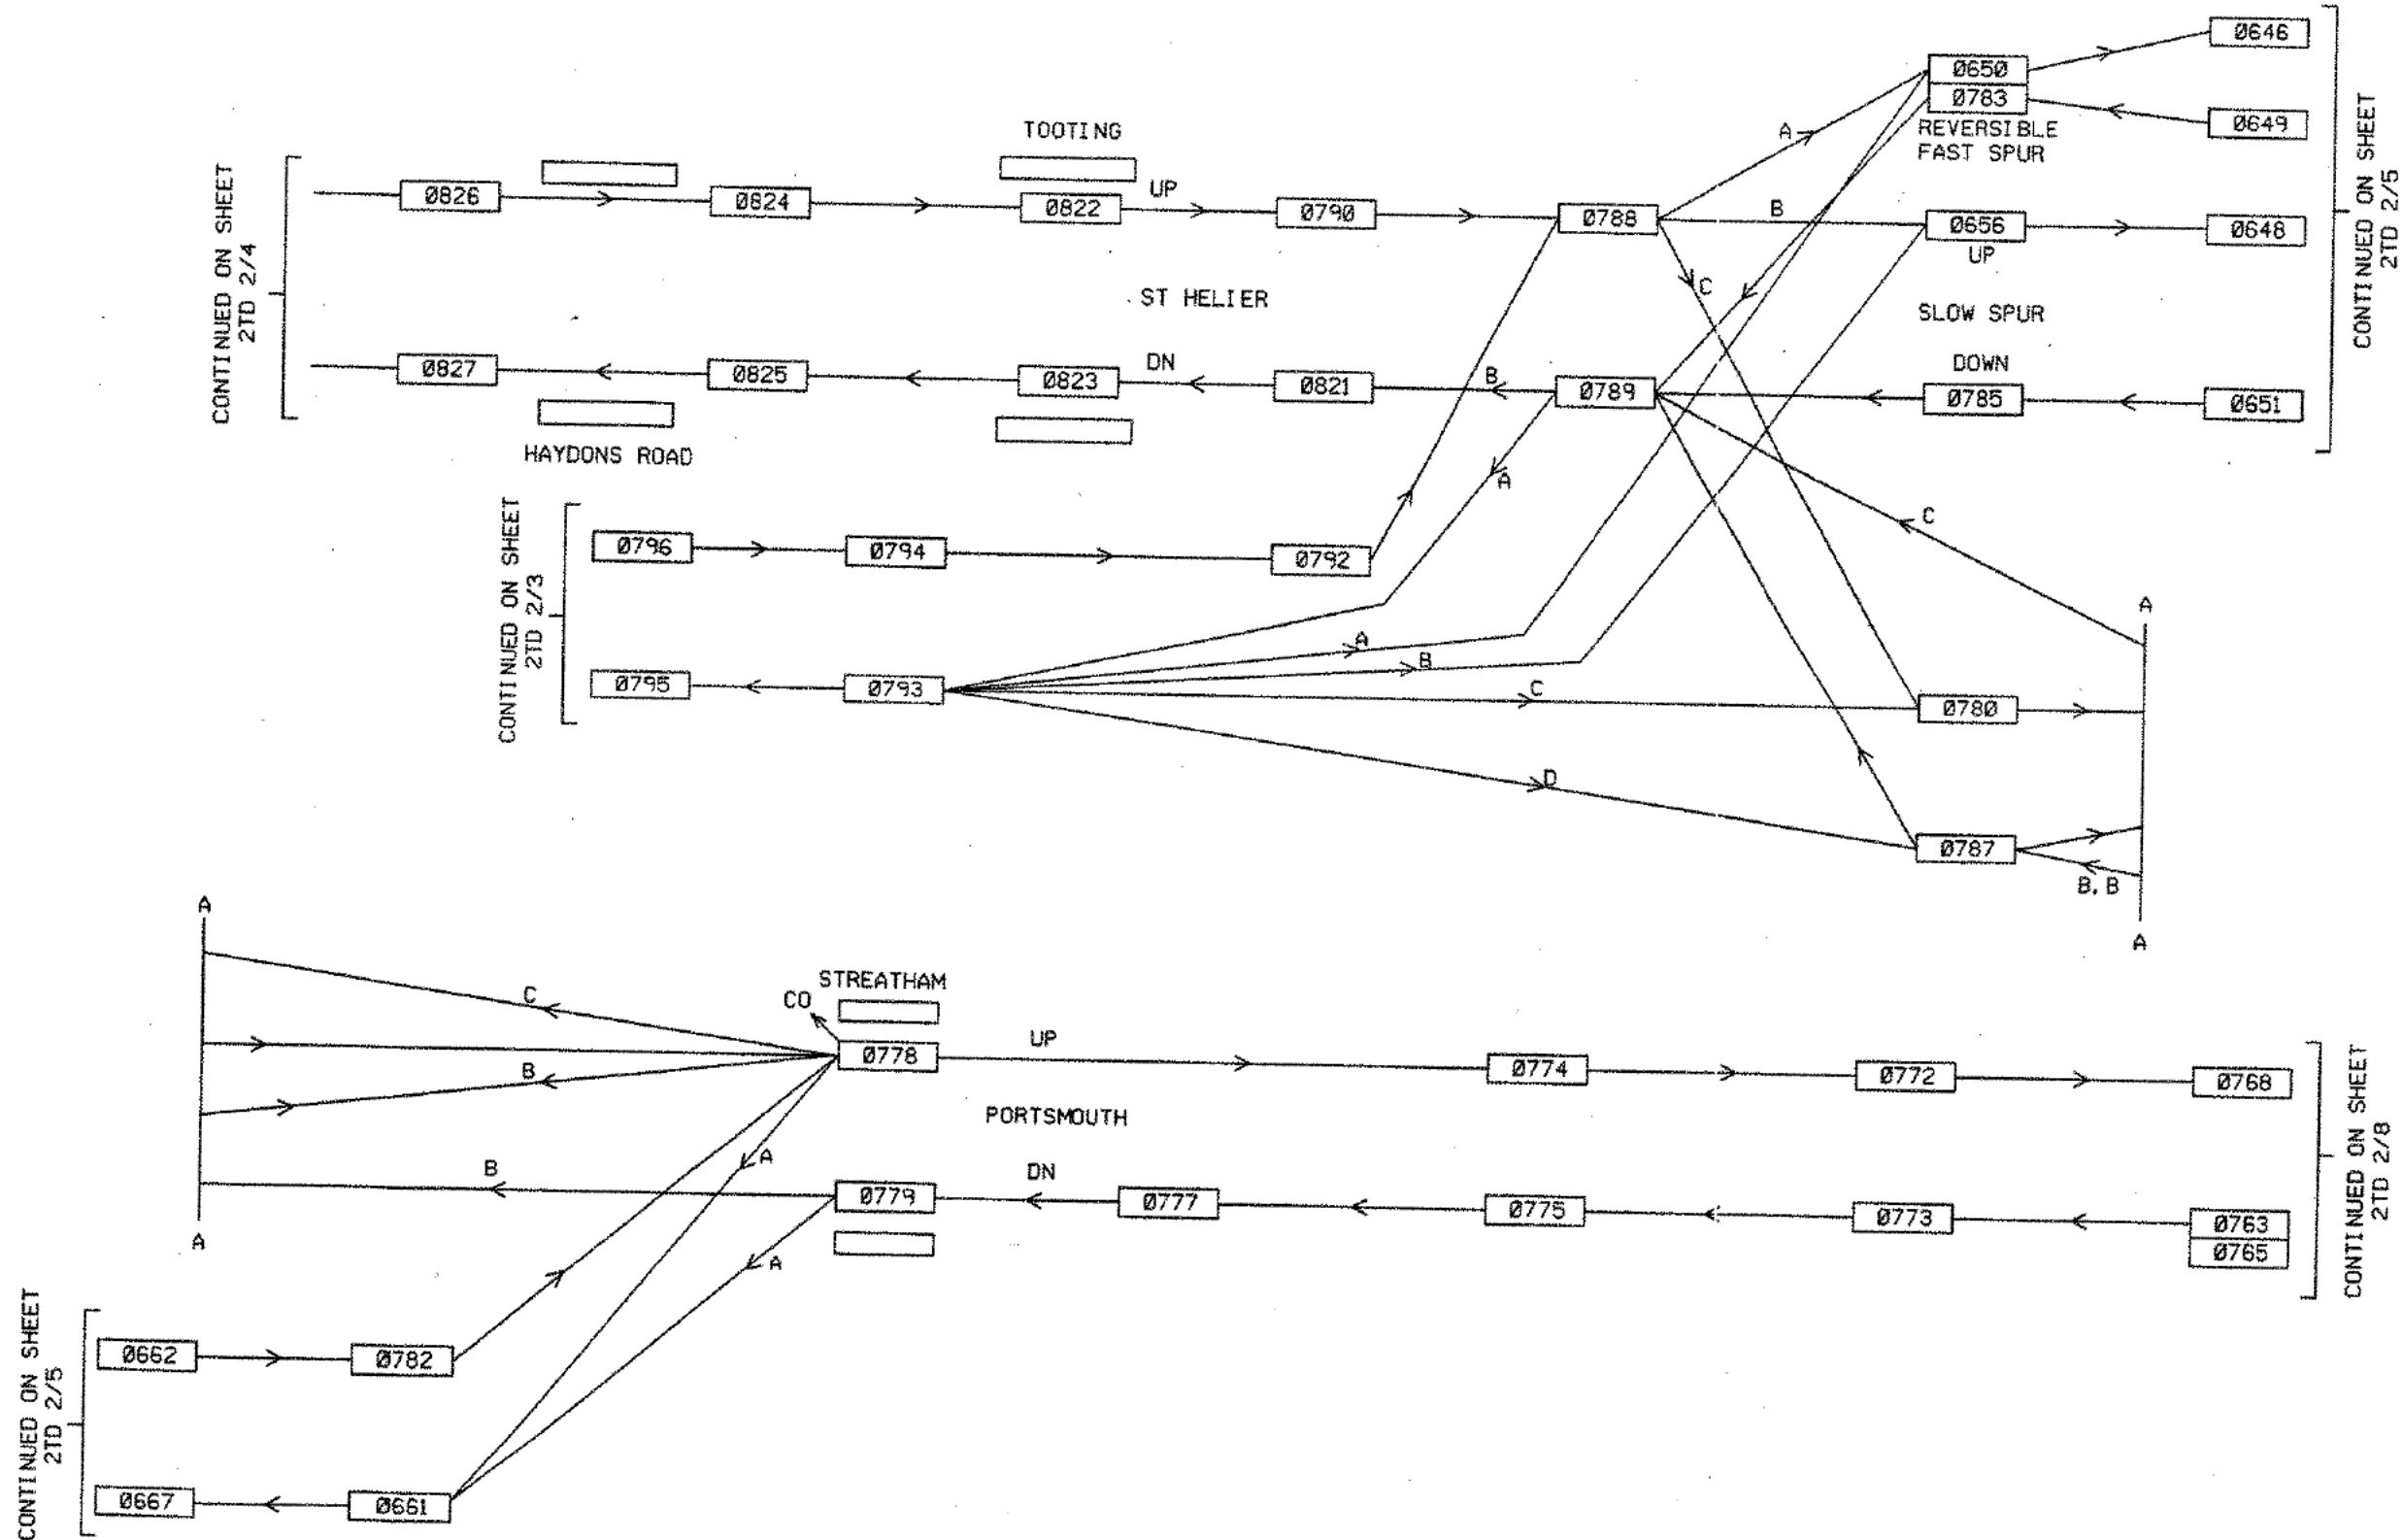 0646
0650
0783
REVERSIBLE
FAST SPUR
0649
CONTINUED ON SHEET
2TD 2/5
CONTINUED ON SHEET
2TD 2/4
0826
0824
TOOTING
0822
UP
0790
0788
A
B
C
0656
UP
0648
ST HELIER
SLOW SPUR
0827
0825
0823
DN
0821
B
0789
A
DOWN
0785
0651
HAYDONS ROAD
CONTINUED ON SHEET
2TD 2/3
0796
0794
0792
C
A
0795
0793
A
B
C
D
0780
0787
B,B
A
A
C
B
B
A
CO
STREATHAM
0778
UP
0774
0772
0768
PORTSMOUTH
A
A
0779
DN
0777
0775
0773
0763
0765
CONTINUED ON SHEET
2TD 2/8
CONTINUED ON SHEET
2TD 2/5
0662
0782
0667
0661